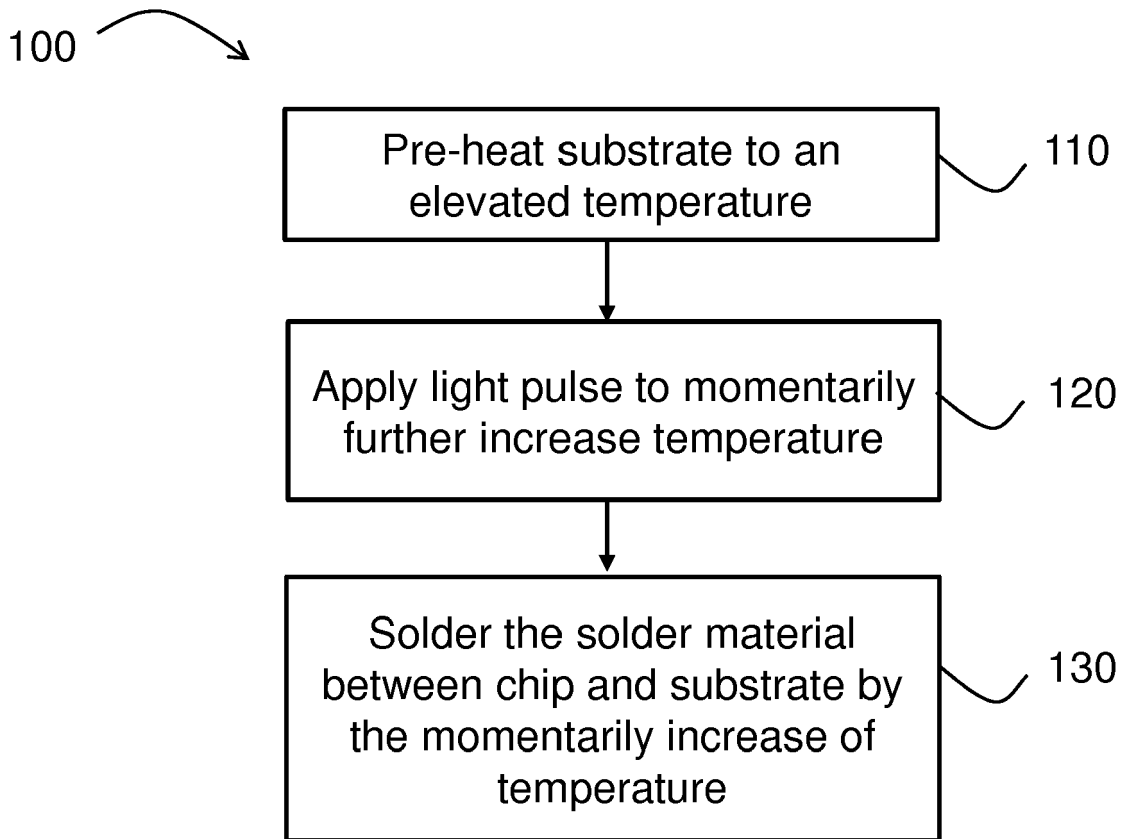 100
Pre-heat substrate to an
elevated temperature
110
Apply light pulse to momentarily
further increase temperature
120
Solder the solder material
between chip and substrate by
the momentarily increase of
temperature
130